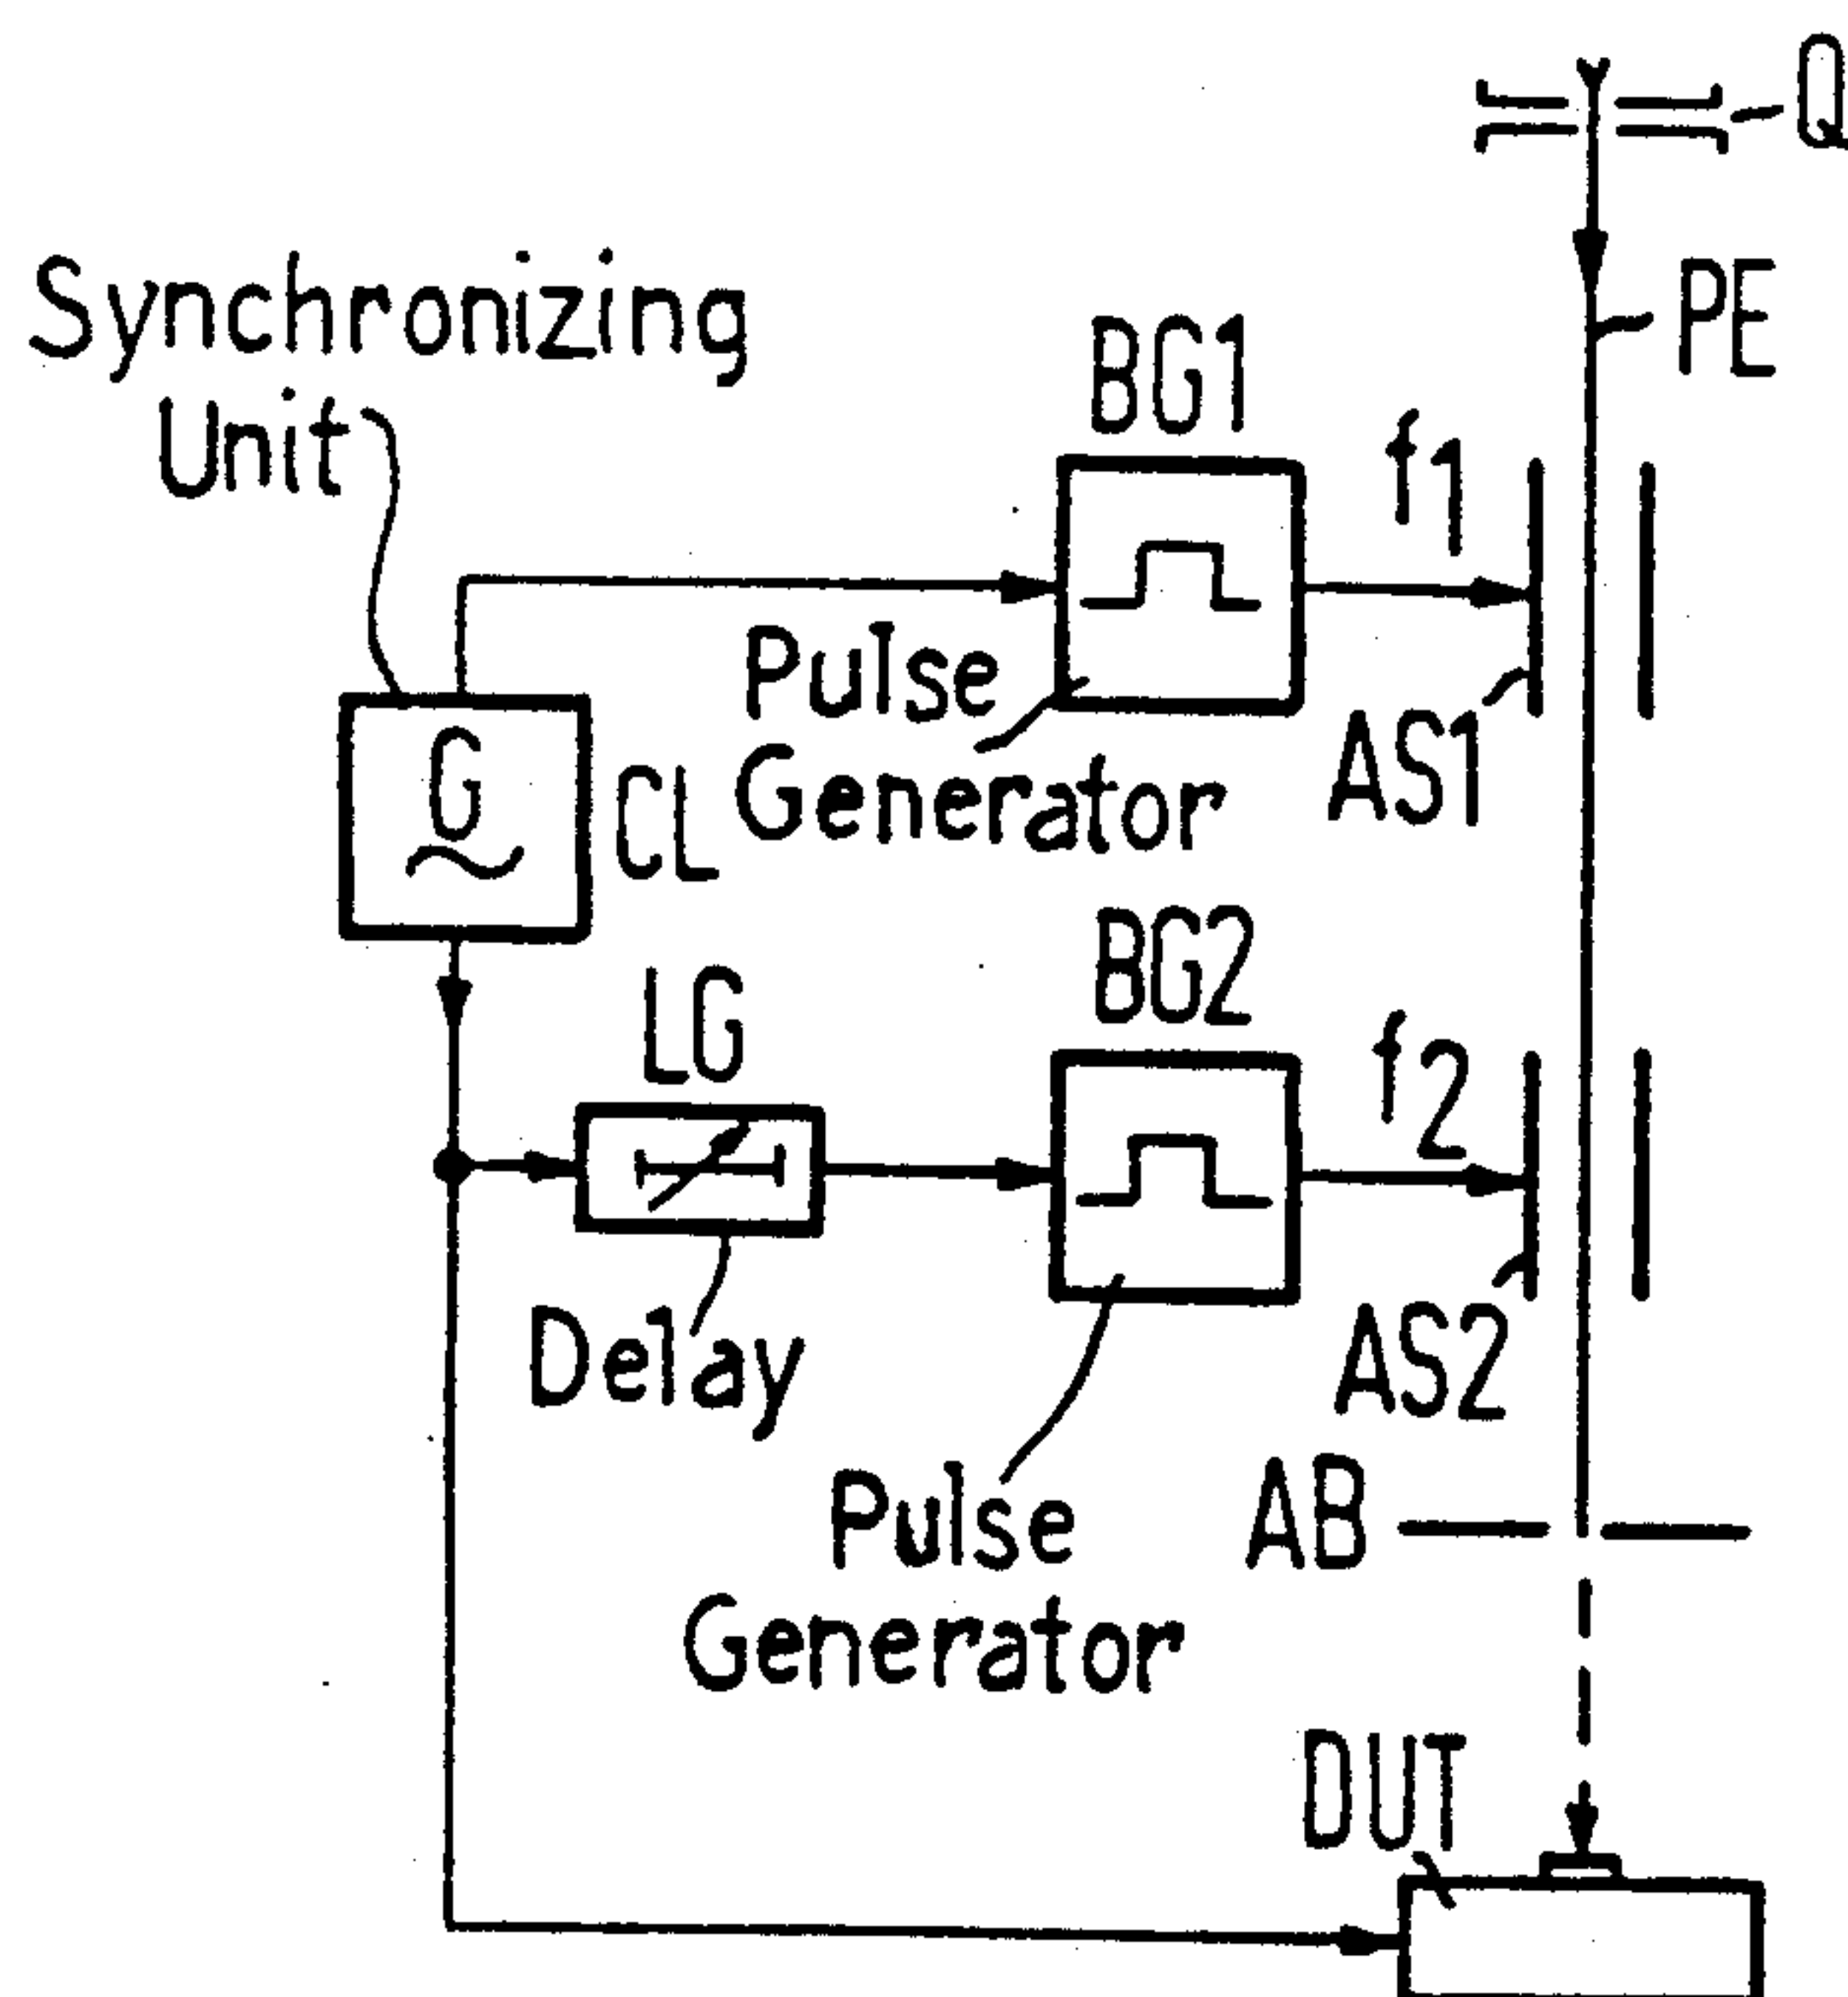 Q
Synchronizing
Unit
PE
BG1
f1
Pulse
Generator
AS1
G
CL
BG2
LG
f2
Delay
AS2
Pulse
Generator
AB
DUT